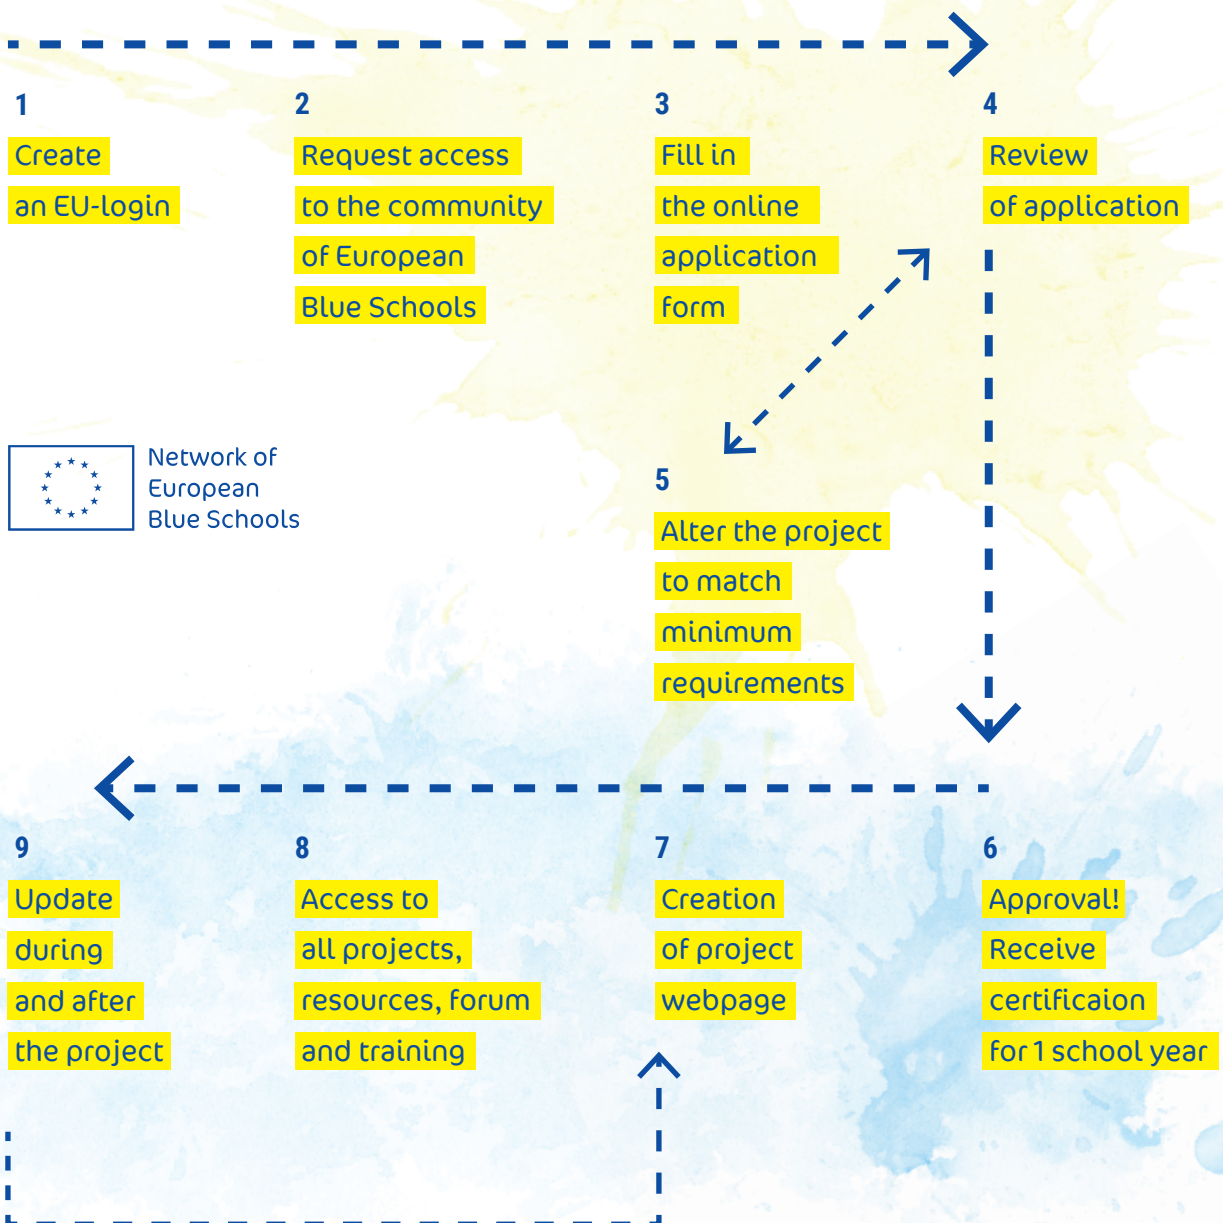 1
Create
an EU-login
2
Request access
to the community
of European
Blue Schools
3
Fill in
the online
application
form
4
Review
of application
Network of
European
Blue Schools
5
Alter the project
to match
minimum
requirements
9
Update
during
and after
the project
8
Access to
all projects,
resources, forum
and training
7
Creation
of project
webpage
6
Approval!
Receive
certificaion
for 1 school year